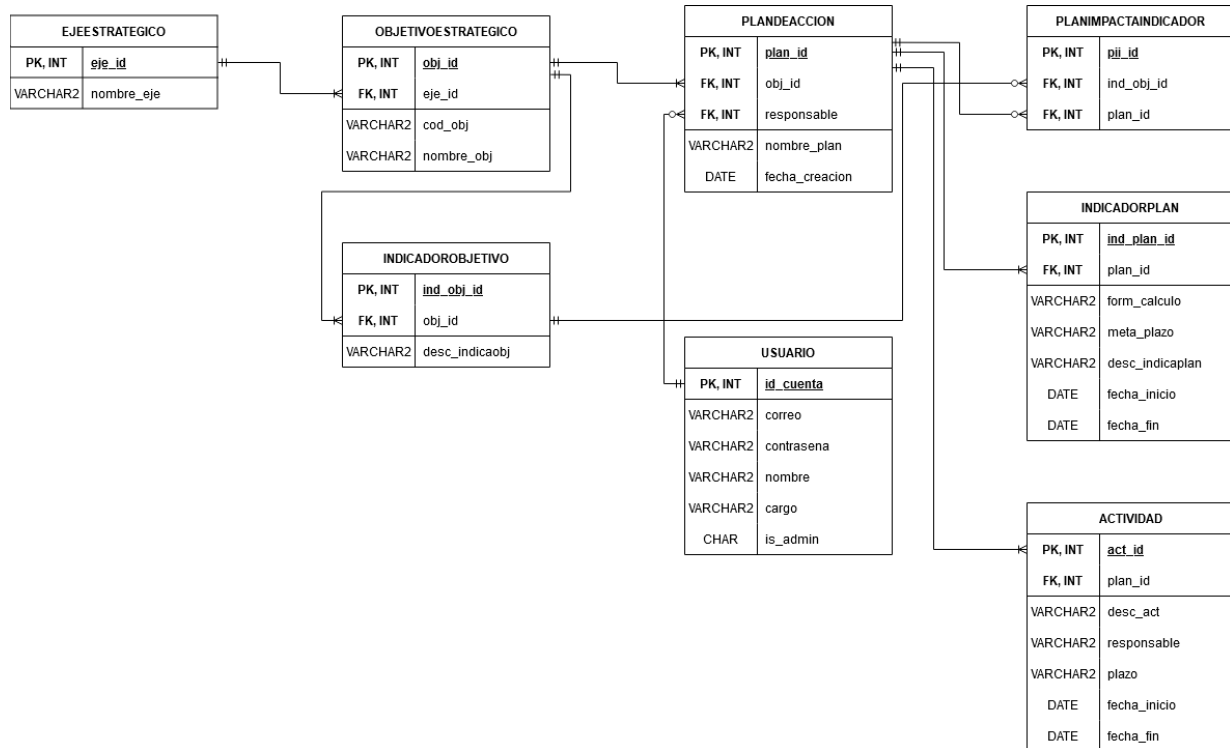 EJEESTRATEGICO
PK, INT eje_id
VARCHAR2 nombre_eje
OBJETIVOESTRATEGICO
PK, INT obj_id
FK, INT eje_id
VARCHAR2 cod_obj
VARCHAR2 nombre_obj
PLANDEACCION
PK, INT plan_id
FK, INT obj_id
FK, INT responsable
VARCHAR2 nombre_plan
DATE fecha_creacion
PLANIMPACTAINDICADOR
PK, INT pii_id
FK, INT ind_obj_id
FK, INT plan_id
INDICADOROBJETIVO
PK, INT ind_obj_id
FK, INT obj_id
VARCHAR2 desc_indicaobj
USUARIO
PK, INT id_cuenta
VARCHAR2 correo
VARCHAR2 contrasena
VARCHAR2 nombre
VARCHAR2 cargo
CHAR is_admin
INDICADORPLAN
PK, INT ind_plan_id
FK, INT plan_id
VARCHAR2 form_calculo
VARCHAR2 meta_plazo
VARCHAR2 desc_indicaplan
DATE fecha_inicio
DATE fecha_fin
ACTIVIDAD
PK, INT act_id
FK, INT plan_id
VARCHAR2 desc_act
VARCHAR2 responsable
VARCHAR2 plazo
DATE fecha_inicio
DATE fecha_fin